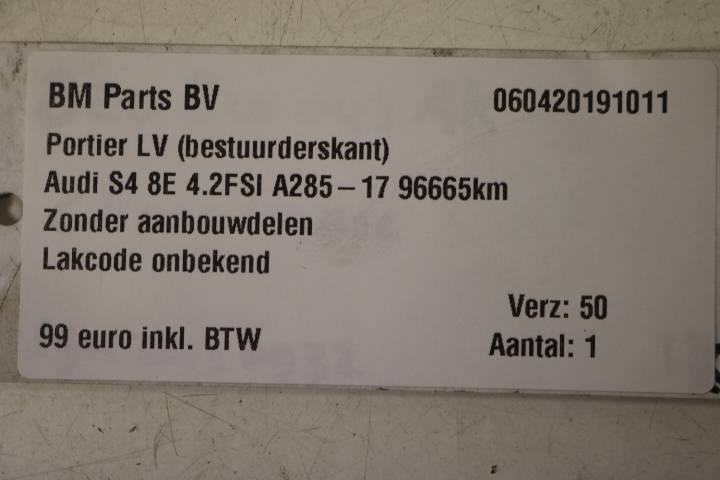 BM Parts BV 060420191011
Portier LV (bestuurderskant)
Audi S4 8E 4.2FSI A285-17 96665km
Zonder aanbouwdelen
Lakcode onbekend
Verz: 50
99 euro inkl. BTW Aantal: 1